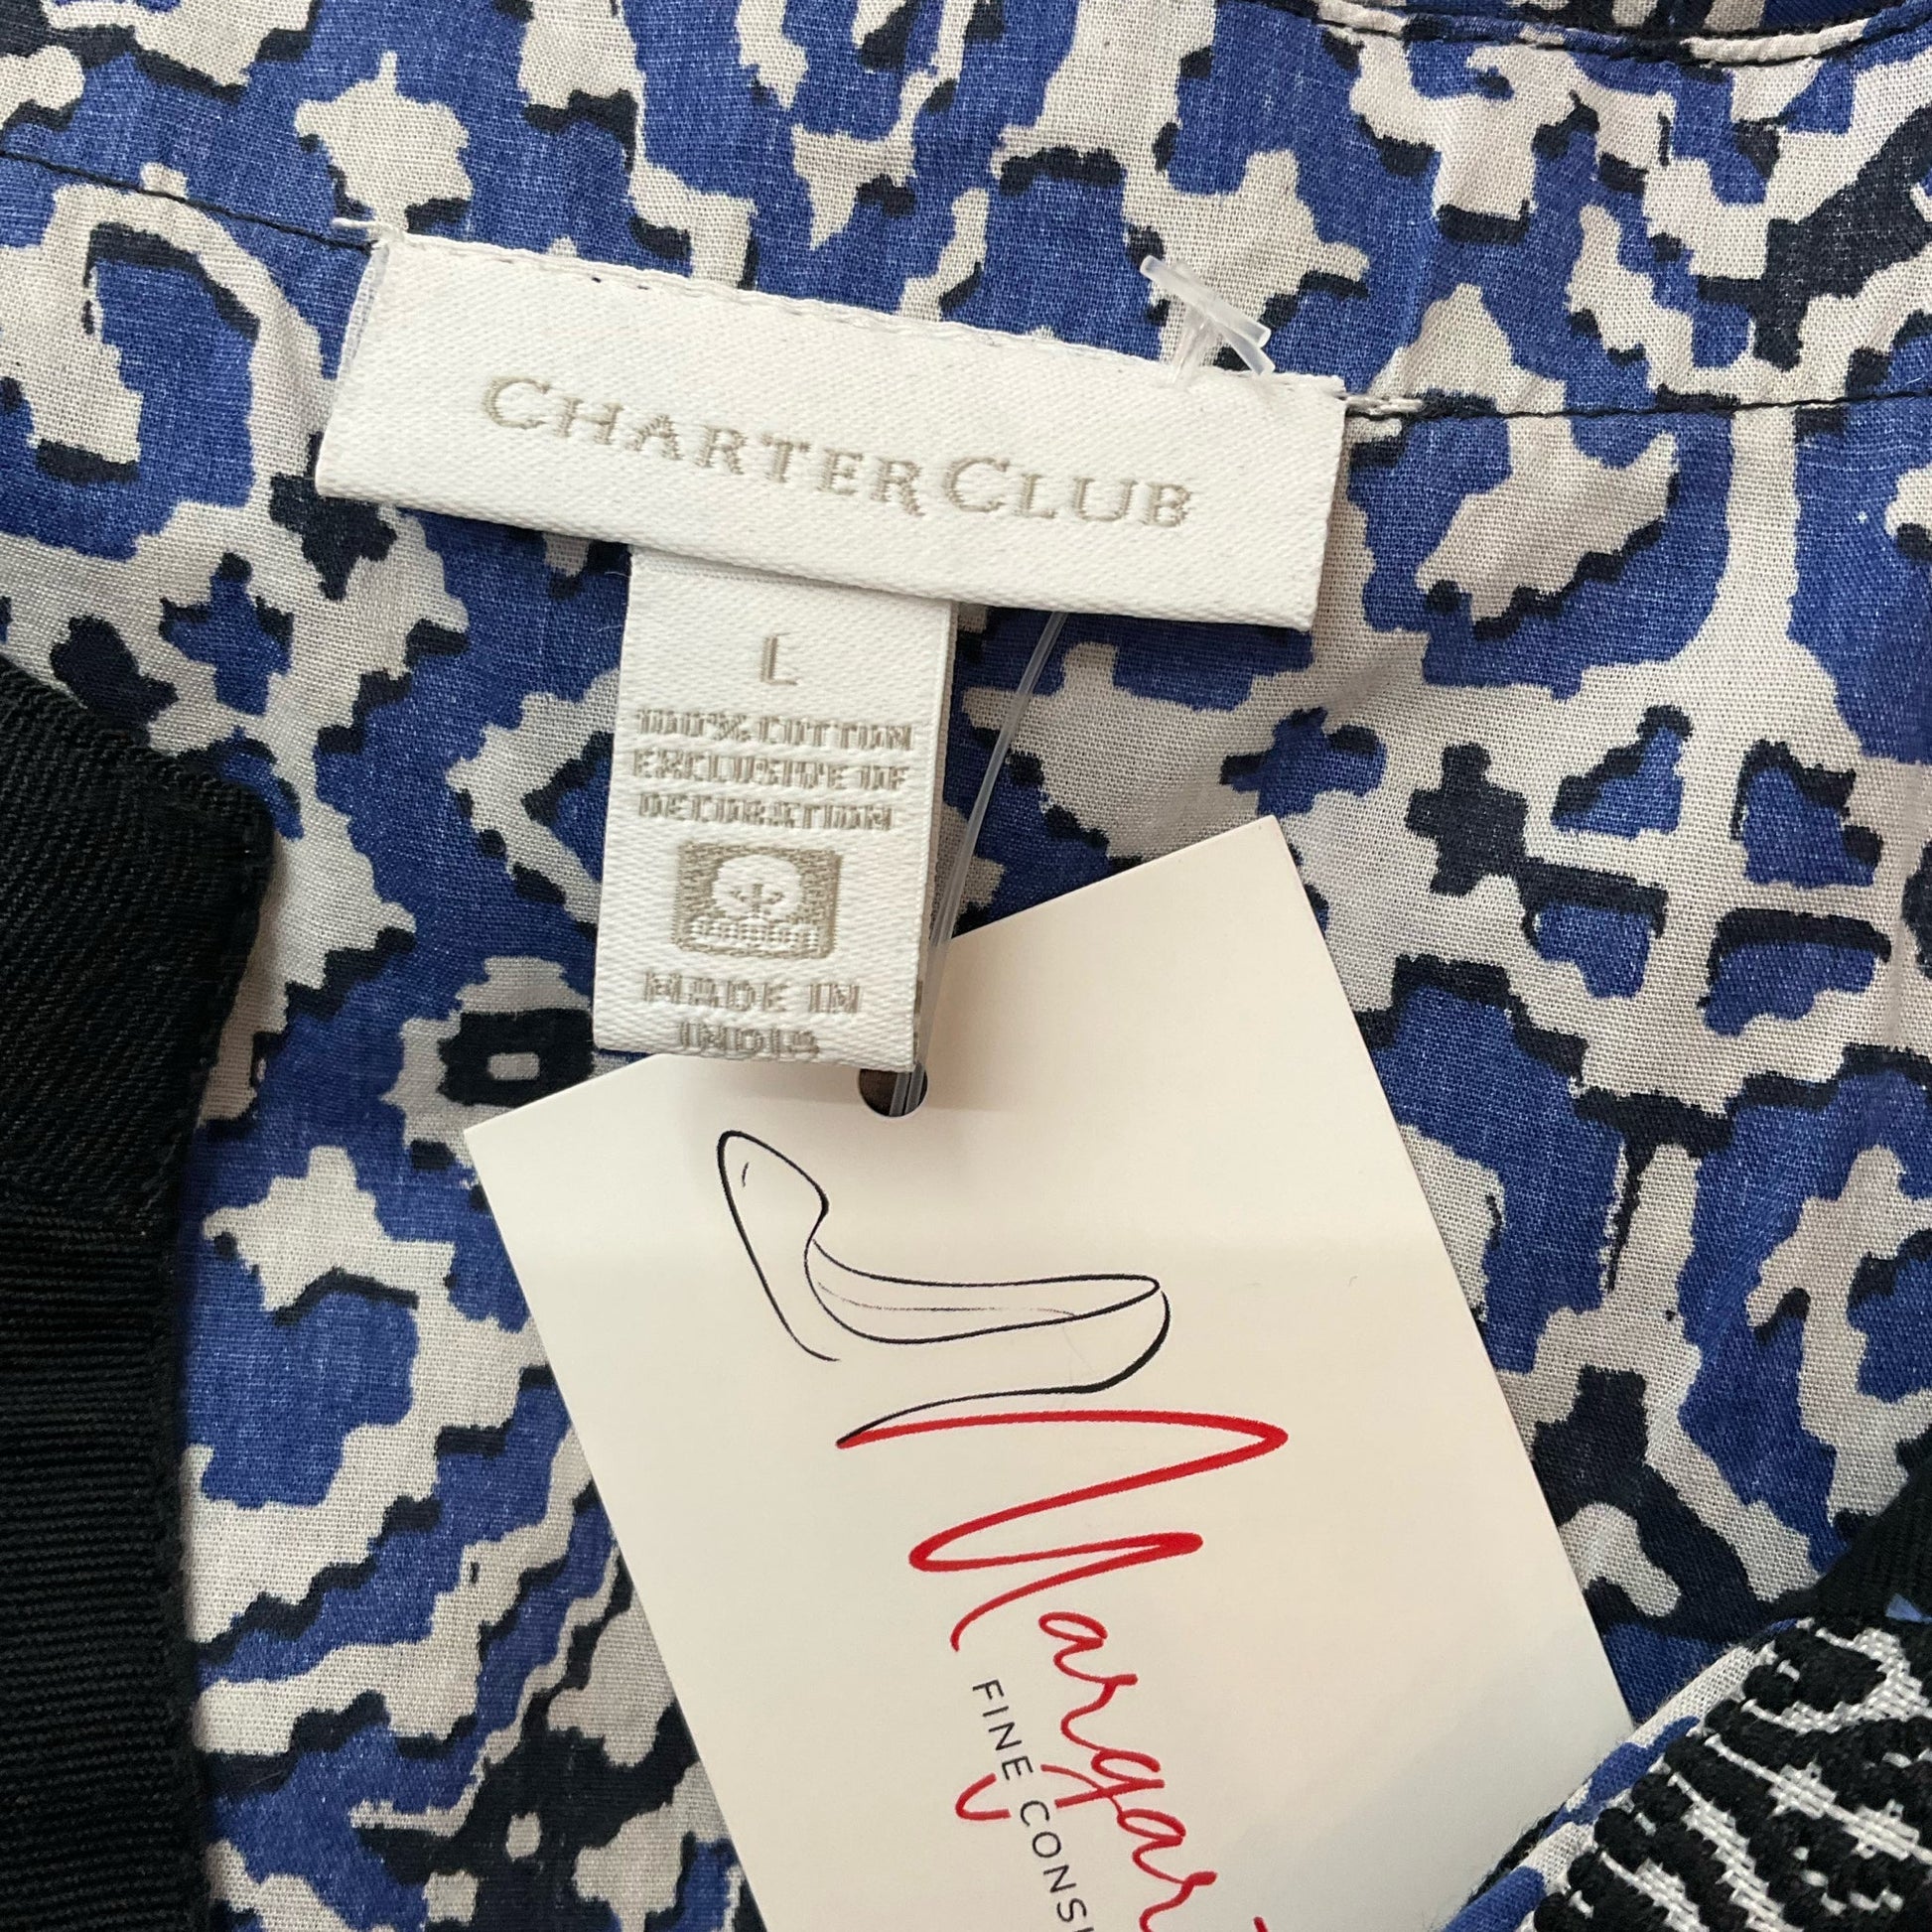 CHARTER CLUB
L
100% COTTON
EXCLUSIVE OF
DECORATION
MADE IN
INDIA
FINE